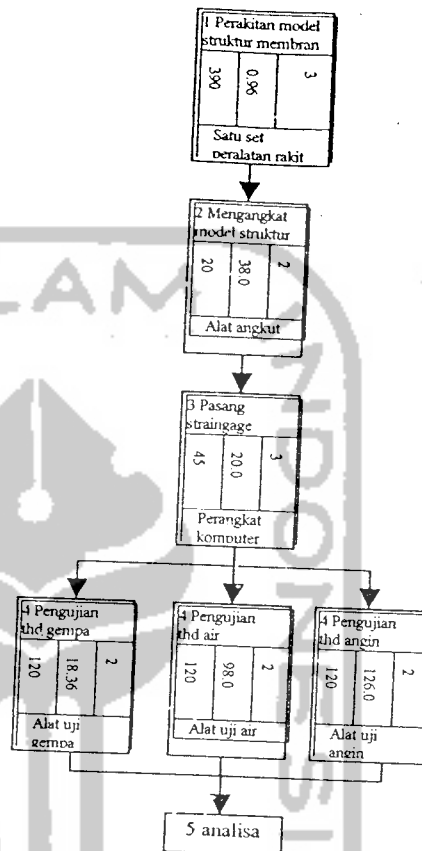 1 Perakitan model
struktur membran
390
0.96
3
Satu set
peralatan rakit
2 Mengangkat
model struktur
20
38.0
2
Alat angkut
3 Pasang
straingage
45
20.0
3
Perangkat
komputer
4 Pengujian
thd gempa
120
18.36
2
Alat uji
gempa
4 Pengujian
thd air
120
98.0
2
Alat uji air
4 Pengujian
thd angin
120
126.0
2
Alat uji
angin
5 analisa
LAM
INDONESI